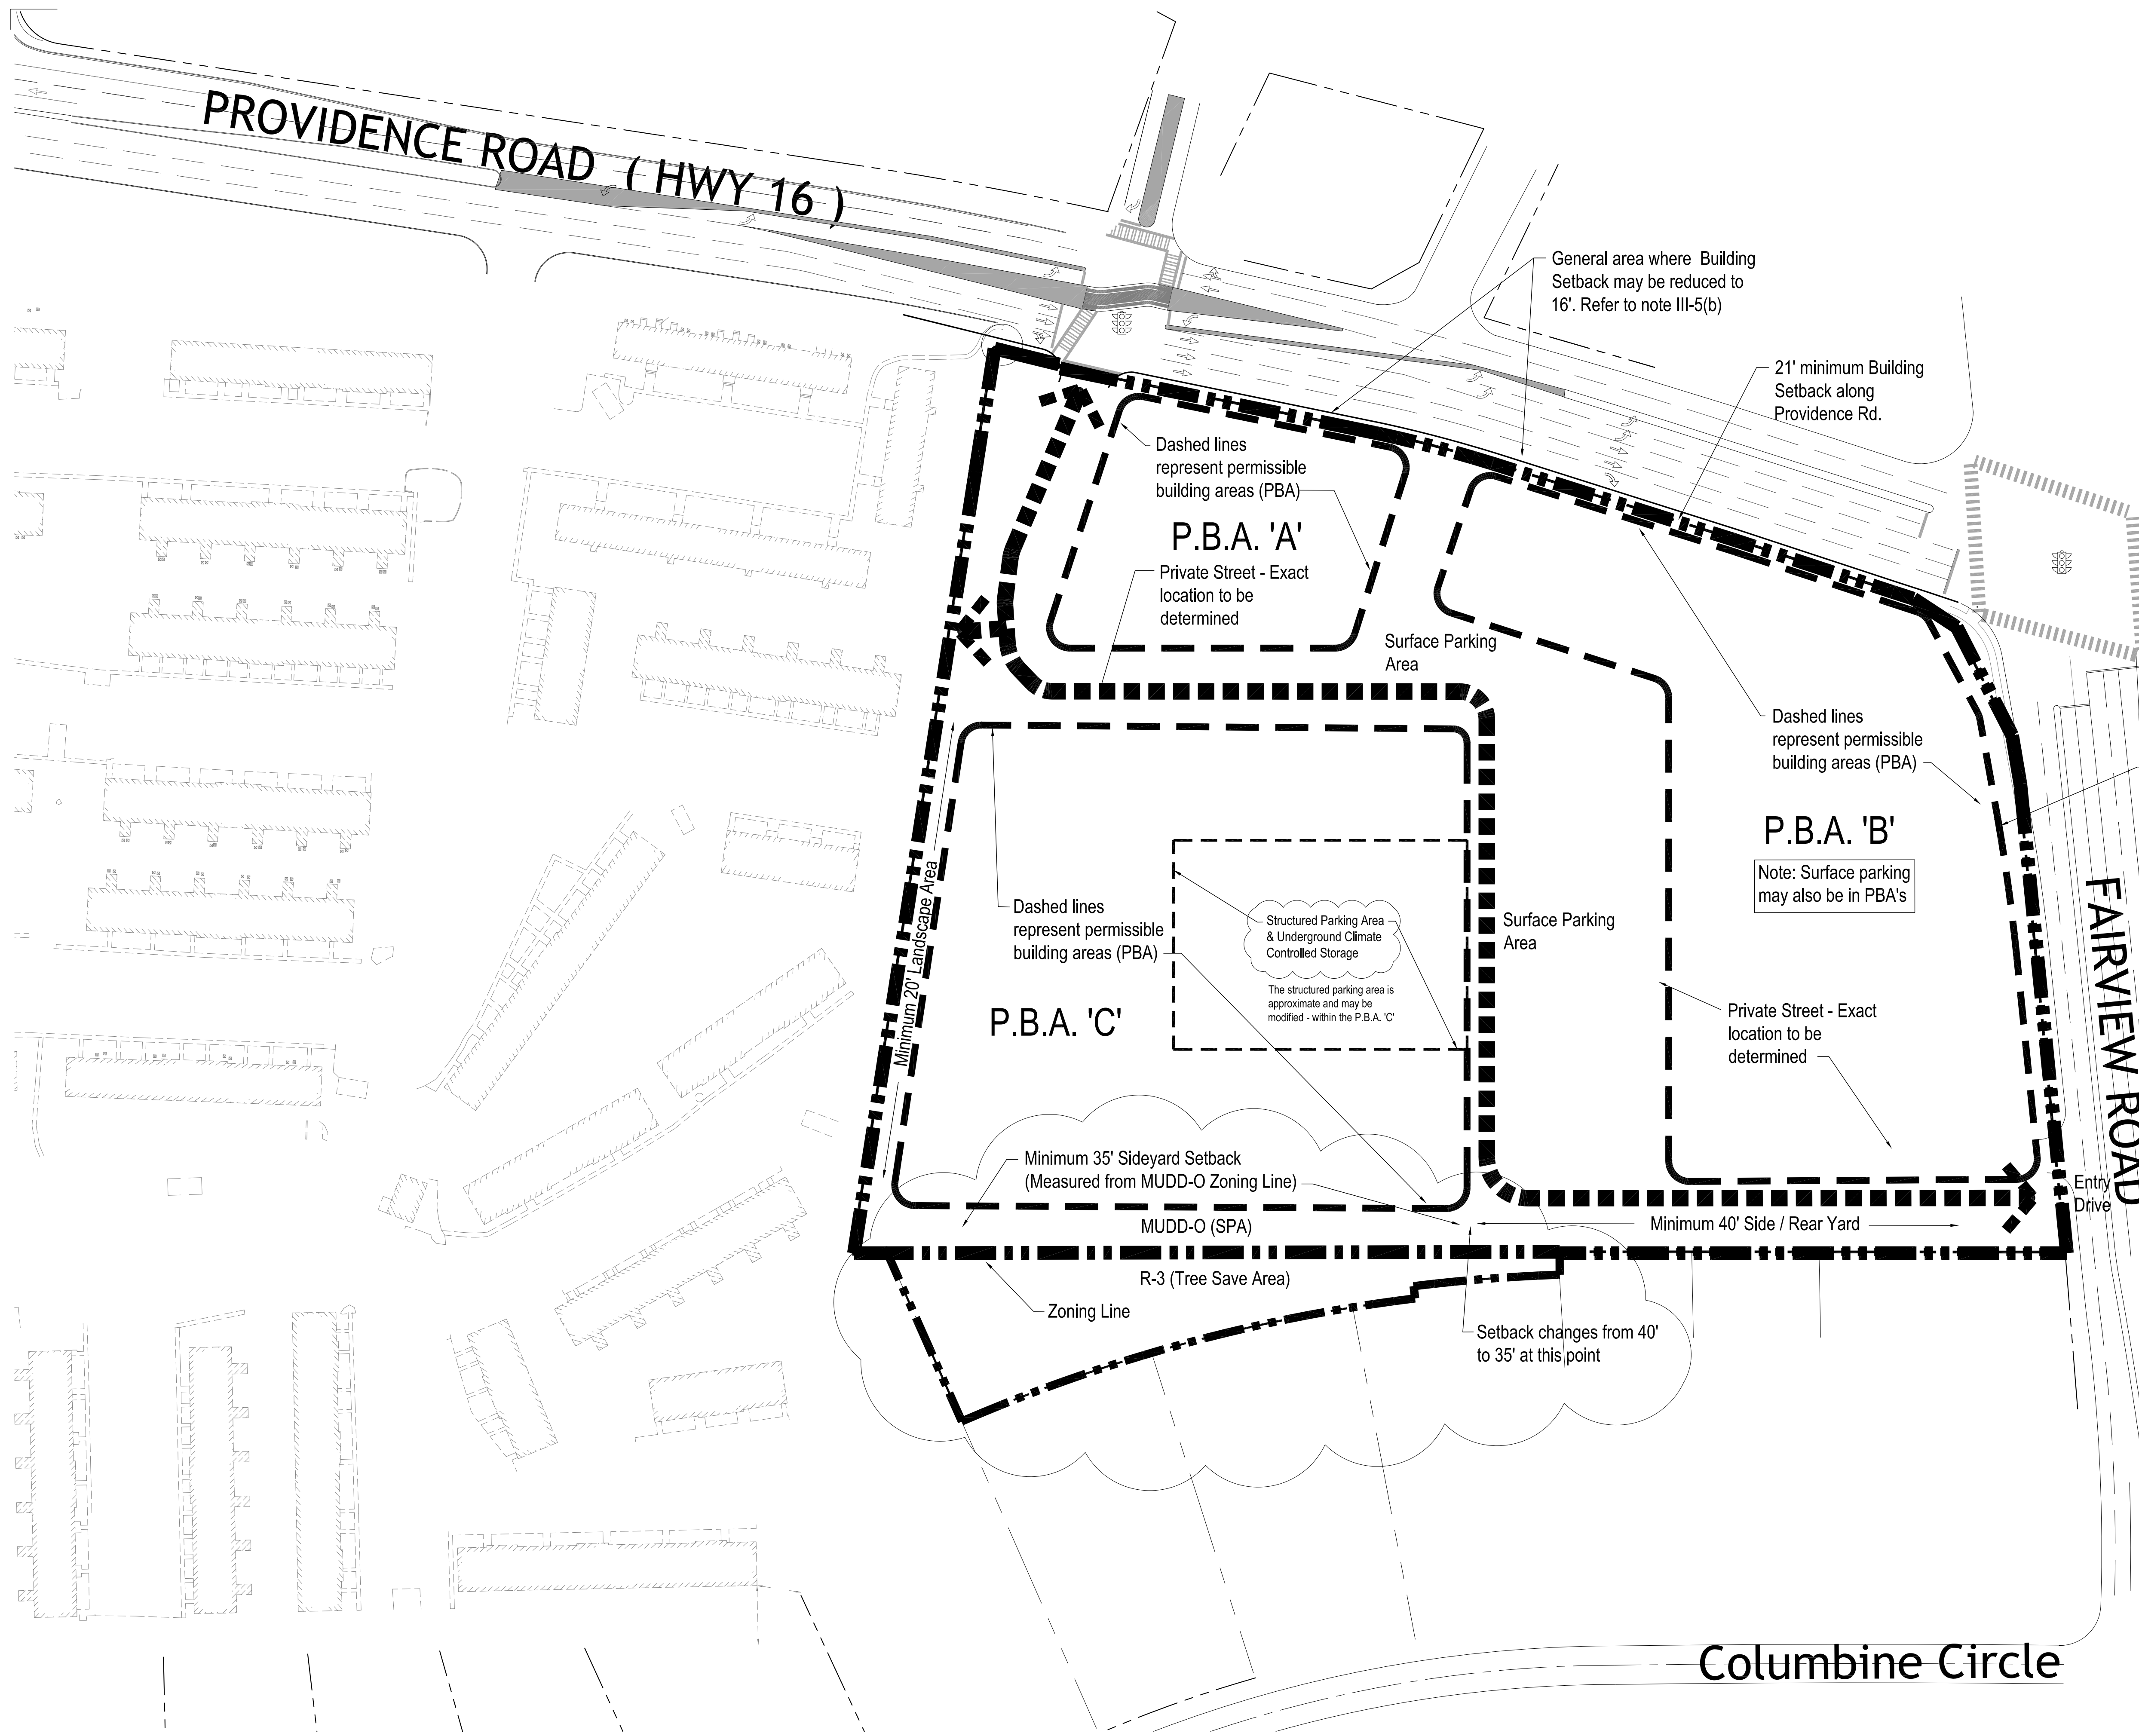 PROVIDENCE ROAD ( HWY 16 )
General area where Building
Setback may be reduced to
16'. Refer to note III-5(b)
21' minimum Building
Setback along
Providence Rd.
Dashed lines
represent permissible
building areas (PBA)
P.B.A. 'A'
Private Street - Exact
location to be
determined
Surface Parking
Area
Dashed lines
represent permissible
building areas (PBA)
P.B.A. 'B'
Note: Surface parking
may also be in PBA's
FAIRVIEW ROAD
Minimum 20' Landscape Area
Dashed lines
represent permissible
building areas (PBA)
Structured Parking Area
& Underground Climate
Controlled Storage
The structured parking area is
approximate and may be
modified - within the P.B.A. 'C'
Surface Parking
Area
P.B.A. 'C'
Private Street - Exact
location to be
determined
Minimum 35' Sideyard Setback
(Measured from MUDD-O Zoning Line)
Entry
Drive
MUDD-O (SPA)
Minimum 40' Side / Rear Yard
R-3 (Tree Save Area)
Zoning Line
Setback changes from 40'
to 35' at this point
Columbine Circle